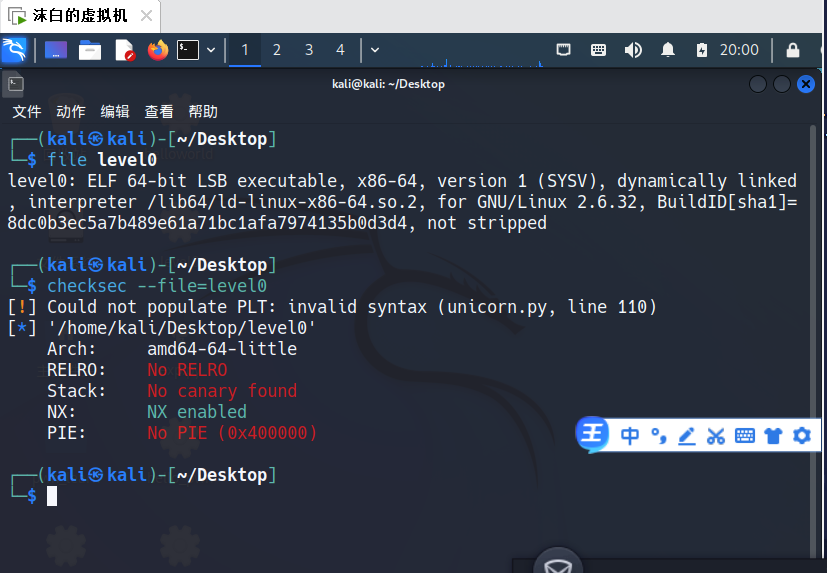 沫白的虚拟机
1 2 3 4 20:00
kali@kali: ~/Desktop
文件 动作 编辑 查看 帮助
┌──(kali㉿kali)-[~/Desktop]
└─$ file level0
level0: ELF 64-bit LSB executable, x86-64, version 1 (SYSV), dynamically linked
, interpreter /lib64/ld-linux-x86-64.so.2, for GNU/Linux 2.6.32, BuildID[sha1]=
8dc0b3ec5a7b489e61a71bc1afa7974135b0d3d4, not stripped
┌──(kali㉿kali)-[~/Desktop]
└─$ checksec --file=level0
[!] Could not populate PLT: invalid syntax (unicorn.py, line 110)
[*] '/home/kali/Desktop/level0'
Arch: amd64-64-little
RELRO: No RELRO
Stack: No canary found
NX: NX enabled
PIE: No PIE (0x400000)
王 中
┌──(kali㉿kali)-[~/Desktop]
└─$